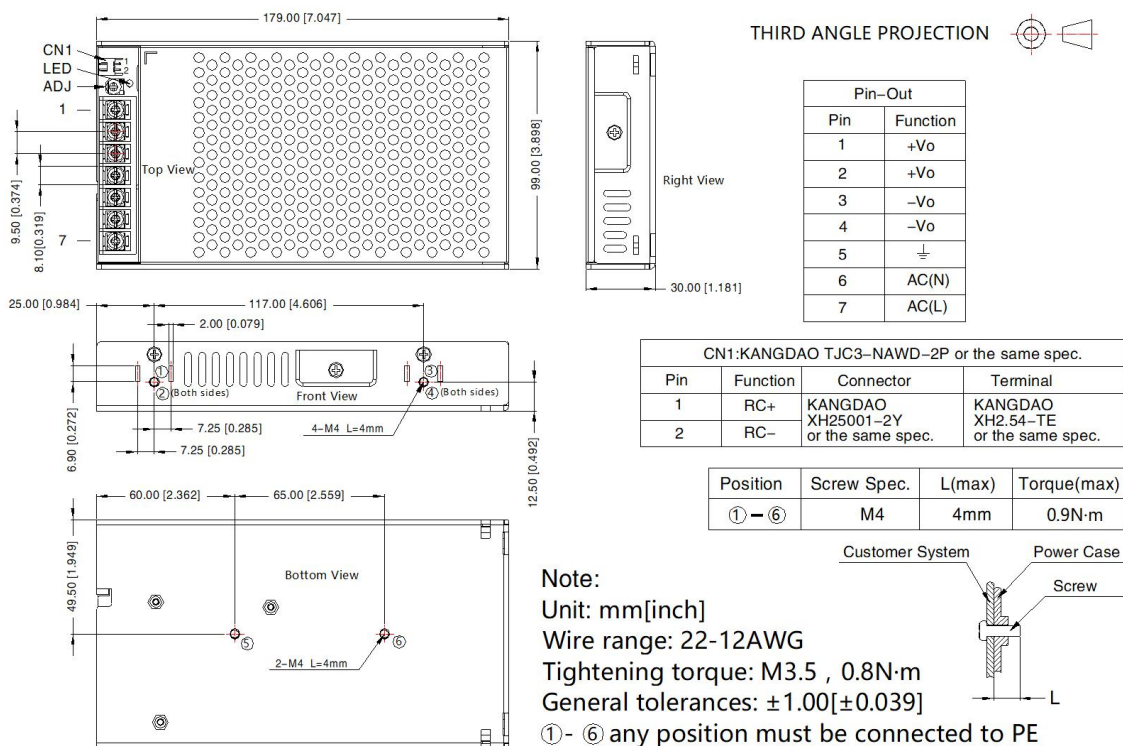 179.00 [7.047]
THIRD ANGLE PROJECTION
CN1
1
2
LED
ADJ
1
Top View
99.00 [3.898]
Right View
9.50 [0.374]
8.10[0.319]
7
30.00 [1.181]
Pin–Out
Pin Function
1 +Vo
2 +Vo
3 –Vo
4 –Vo
5 ⏚
6 AC(N)
7 AC(L)
25.00 [0.984]
117.00 [4.606]
2.00 [0.079]
①
②(Both sides)
Front View
③
④(Both sides)
4-M4 L=4mm
7.25 [0.285]
7.25 [0.285]
6.90 [0.272]
12.50 [0.492]
CN1:KANGDAO TJC3–NAWD–2P or the same spec.
Pin Function Connector Terminal
1 RC+ KANGDAO XH25001–2Y or the same spec. KANGDAO XH2.54–TE or the same spec.
2 RC–
Position Screw Spec. L(max) Torque(max)
①–⑥ M4 4mm 0.9N·m
60.00 [2.362]
65.00 [2.559]
49.50 [1.949]
Bottom View
⑤
⑥
2-M4 L=4mm
Customer System
Power Case
Screw
L
Note:
Unit: mm[inch]
Wire range: 22-12AWG
Tightening torque: M3.5 , 0.8N·m
General tolerances: ±1.00[±0.039]
①- ⑥ any position must be connected to PE